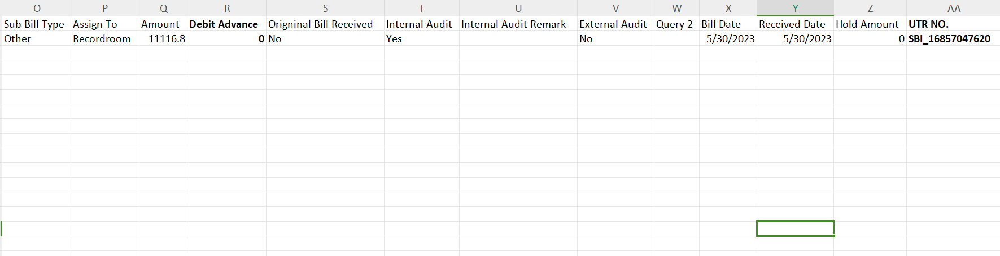 O P Q R S T U V W X Y Z AA
Sub Bill Type Assign To Amount Debit Advance Origninal Bill Received Internal Audit Internal Audit Remark External Audit Query 2 Bill Date Received Date Hold Amount UTR NO.
Other Recordroom 11116.8 0 No Yes No 5/30/2023 5/30/2023 0 SBI_16857047620